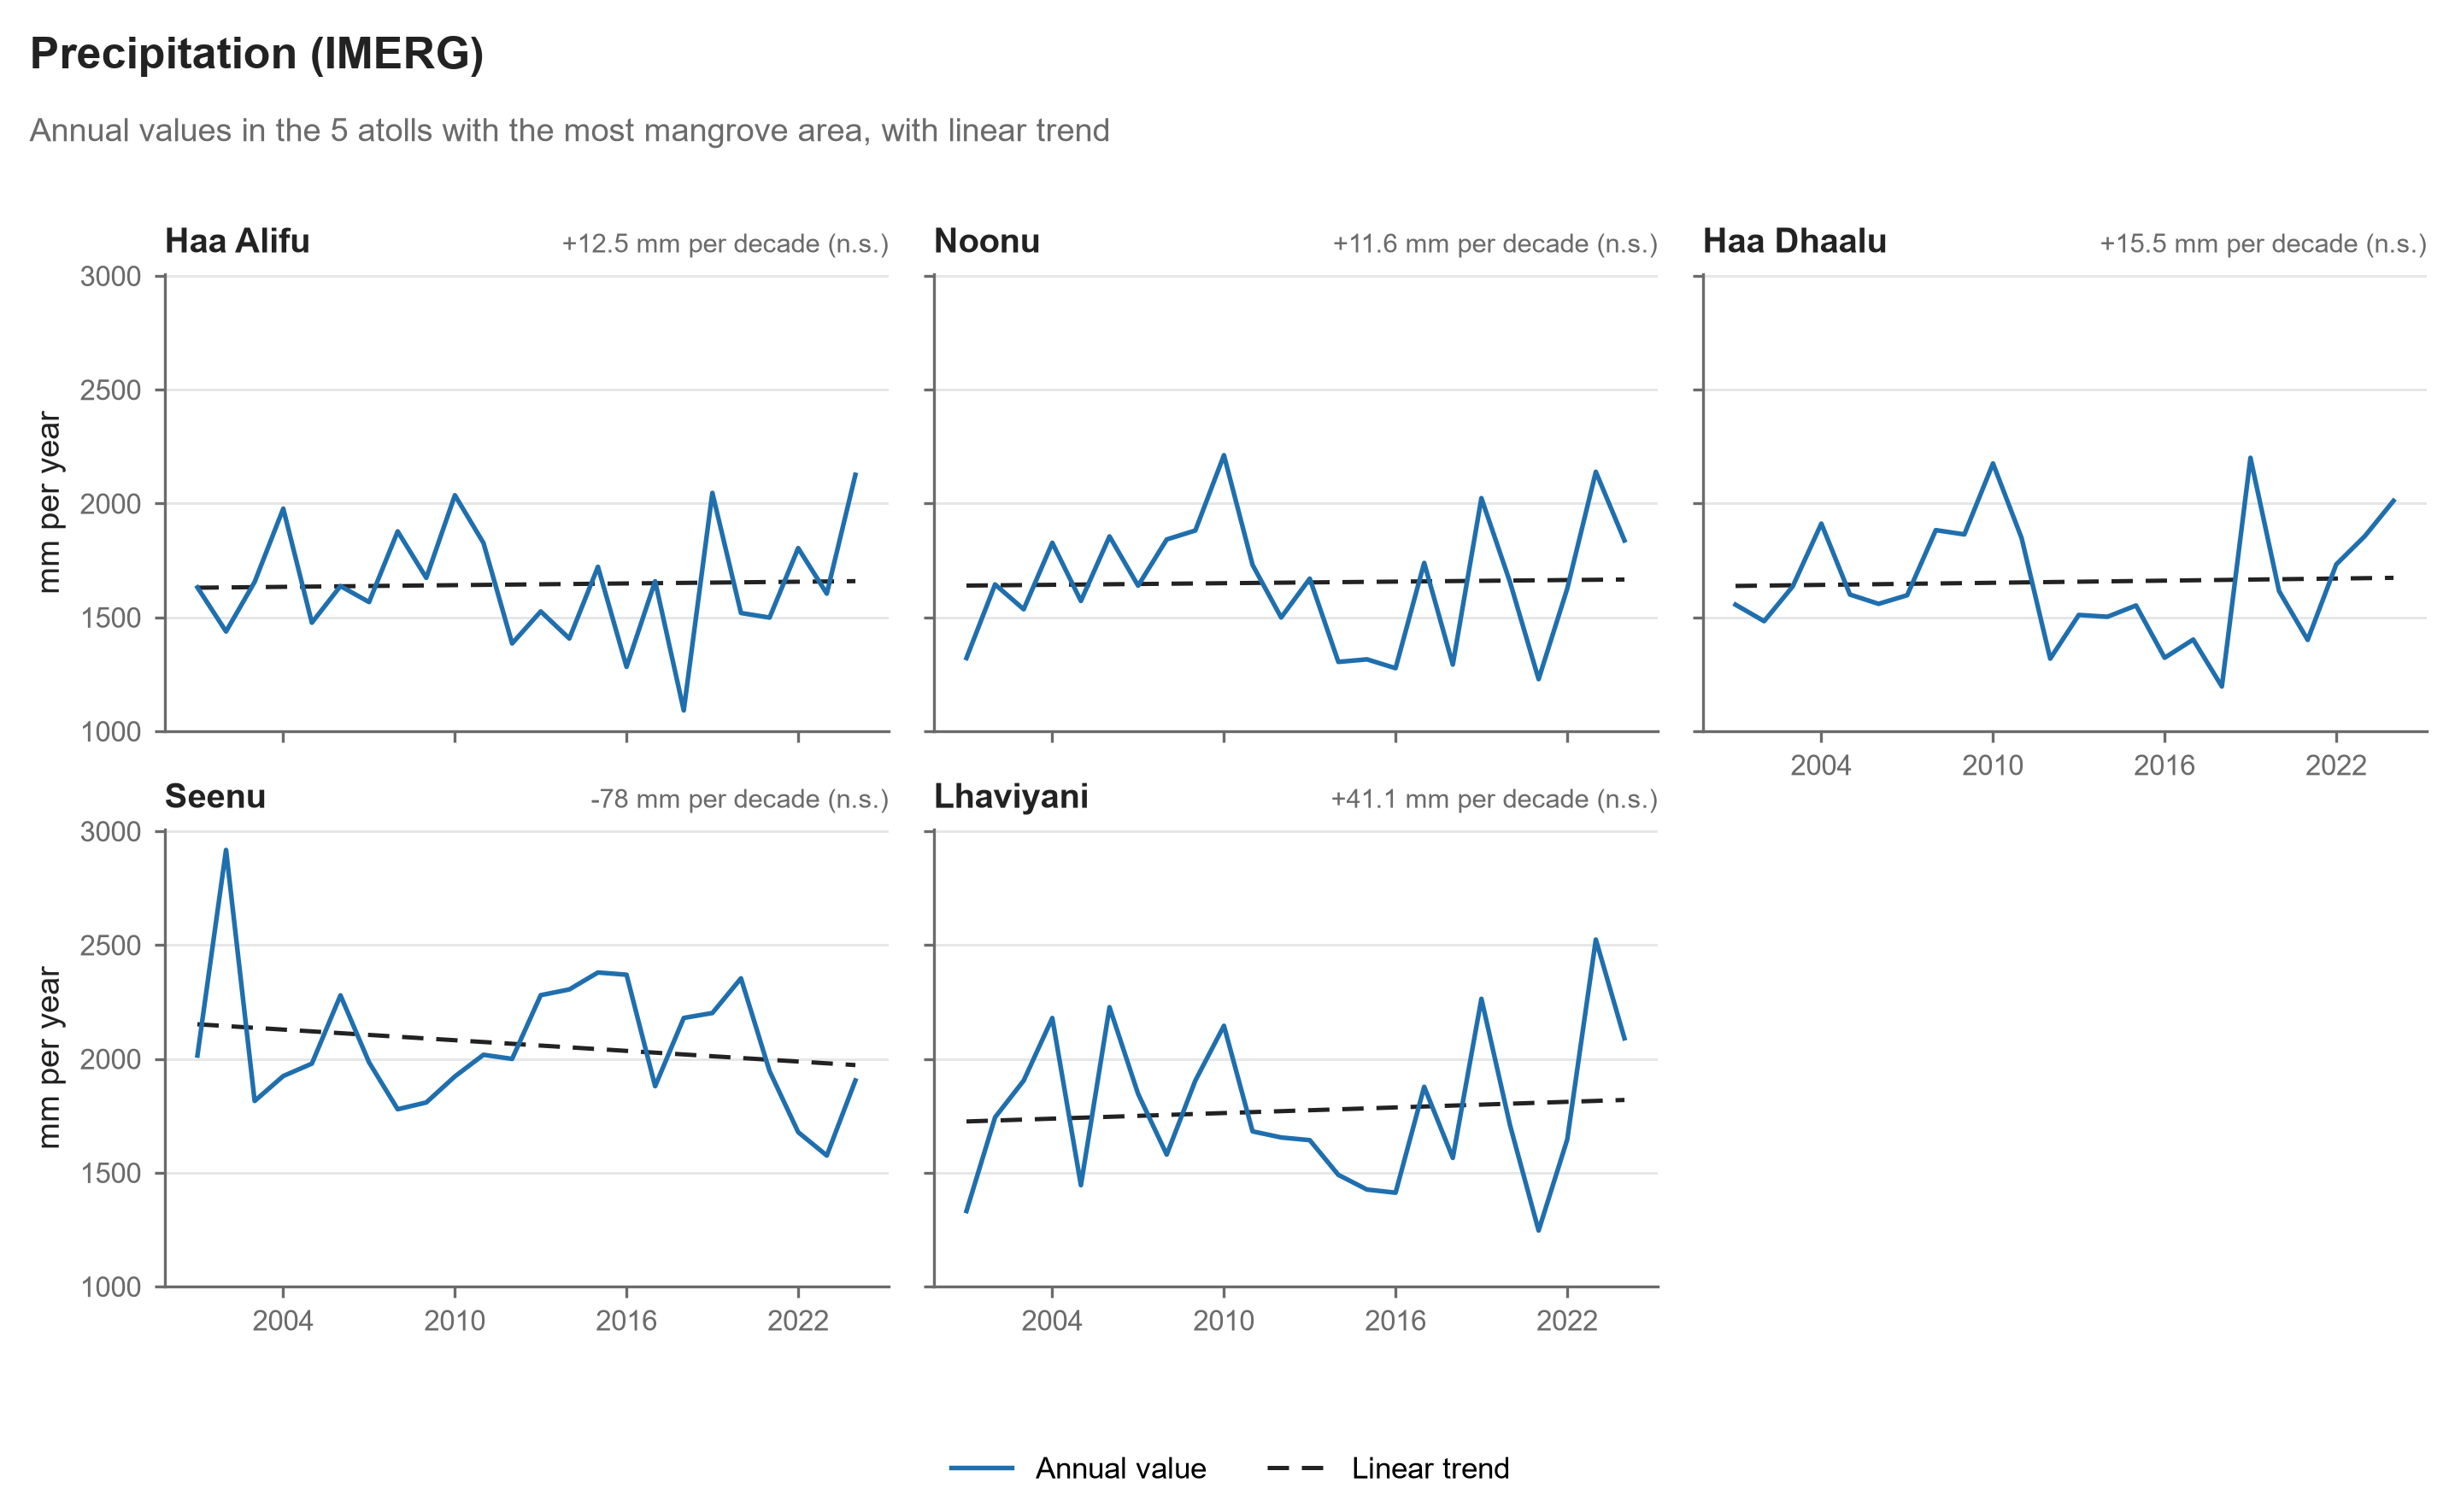 Precipitation (IMERG)
Annual values in the 5 atolls with the most mangrove area, with linear trend
Haa Alifu
+12.5 mm per decade (n.s.)
Noonu
+11.6 mm per decade (n.s.)
Haa Dhaalu
+15.5 mm per decade (n.s.)
mm per year
3000
2500
2000
1500
1000
2004
2010
2016
2022
Seenu
-78 mm per decade (n.s.)
Lhaviyani
+41.1 mm per decade (n.s.)
mm per year
3000
2500
2000
1500
1000
2004
2010
2016
2022
2004
2010
2016
2022
Annual value
Linear trend